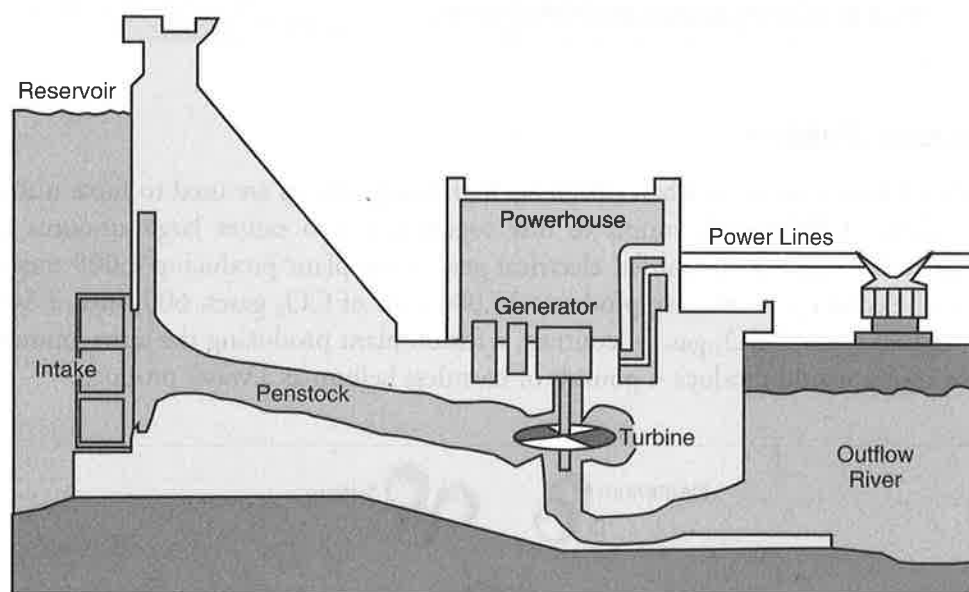 Reservoir
Powerhouse
Power Lines
Generator
Intake
Penstock
Turbine
Outflow
River